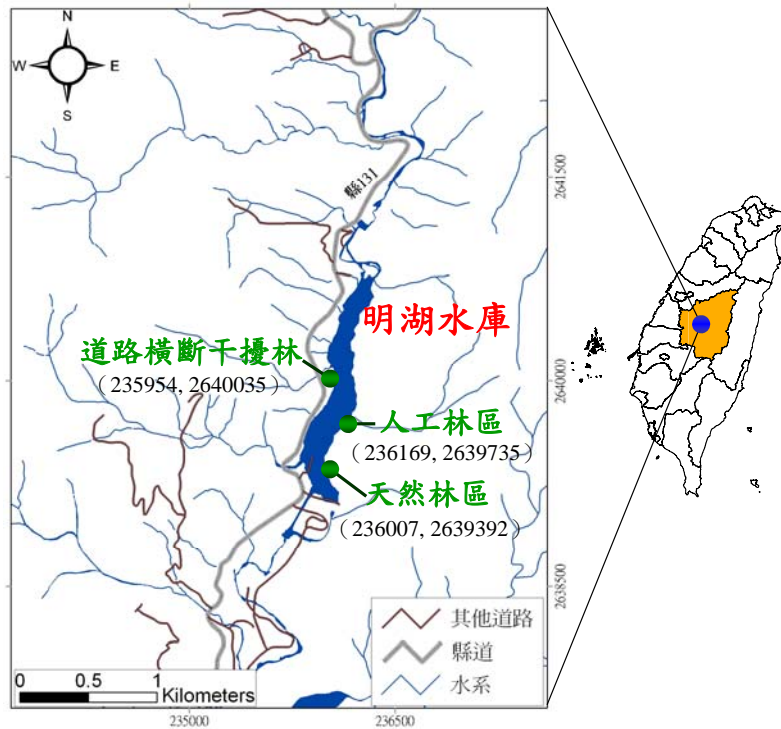 N
W
E
S
縣131
2641500
明湖水庫
道路橫斷干擾林
（235954, 2640035）
2640000
人工林區
（236169, 2639735）
天然林區
（236007, 2639392）
2638500
其他道路
縣道
水系
0 0.5 1
Kilometers
235000
236500